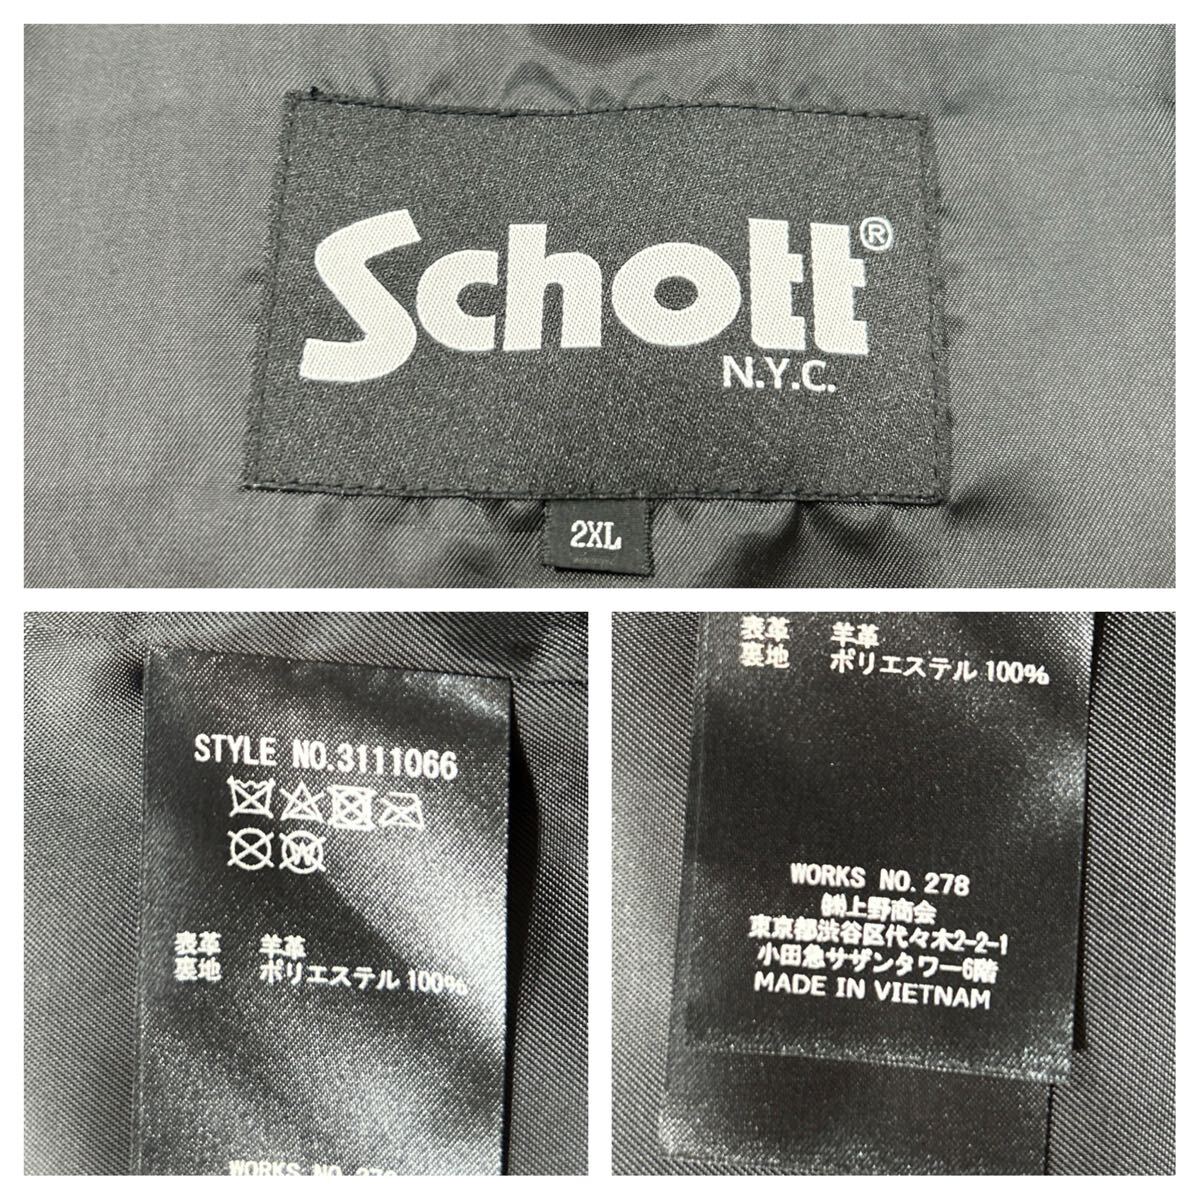 Schott®
N.Y.C.
2XL
STYLE NO.3111066
W
表革 羊革
裏地 ポリエステル 100%
WORKS NO.278
表革 羊革
裏地 ポリエステル 100%
WORKS NO. 278
㈱上野商会
東京都渋谷区代々木2-2-1
小田急サザンタワー6階
MADE IN VIETNAM